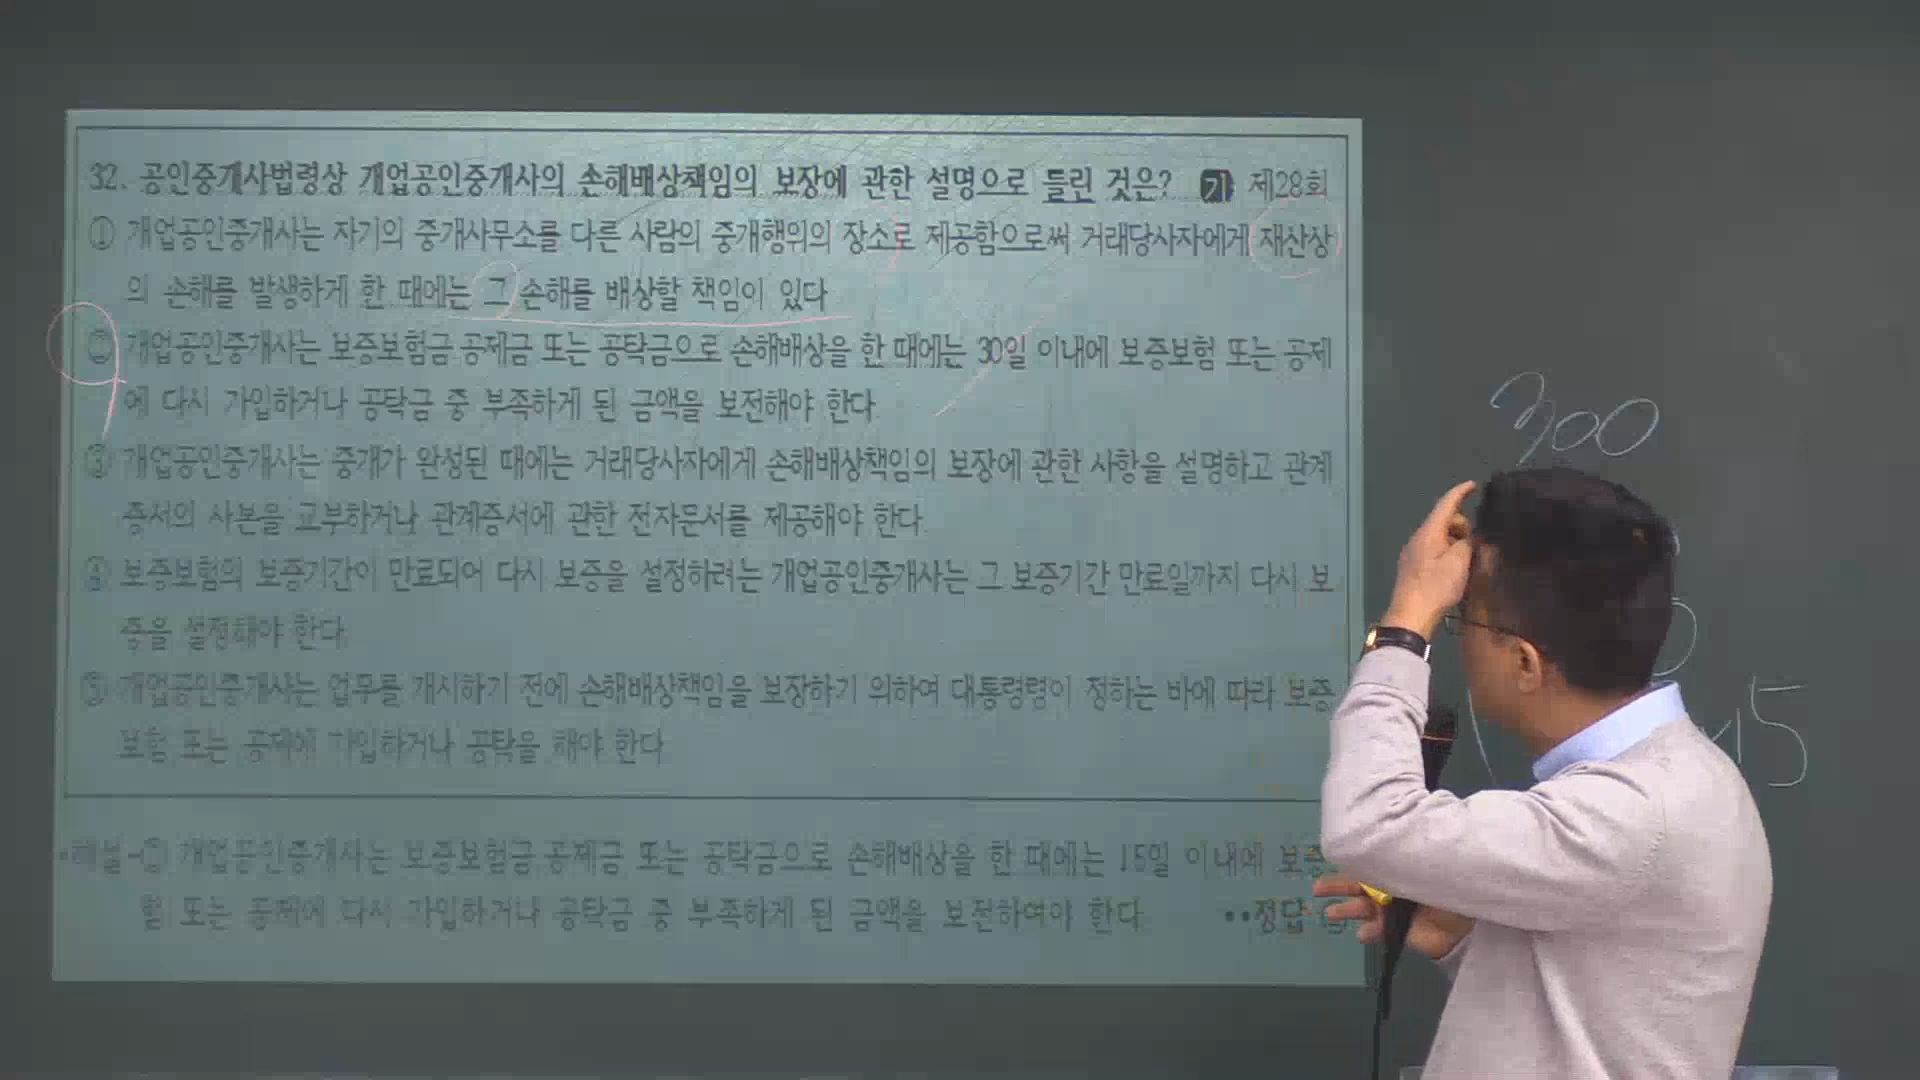 32. 공인중개사법령상 개업공인중개사의 손해배상책임의 보장에 관한 설명으로 틀린 것은? 기 제28회
① 개업공인중개사는 자기의 중개사무소를 다른 사람의 중개행위의 장소로 제공함으로써 거래당사자에게 재산상
의 손해를 발생하게 한 때에는 그 손해를 배상할 책임이 있다
② 개업공인중개사는 보증보험금·공제금 또는 공탁금으로 손해배상을 한 때에는 30일 이내에 보증보험 또는 공제
에 다시 가입하거나 공탁금 중 부족하게 된 금액을 보전해야 한다.
③ 개업공인중개사는 중개가 완성된 때에는 거래당사자에게 손해배상책임의 보장에 관한 사항을 설명하고 관계
증서의 사본을 교부하거나 관계증서에 관한 전자문서를 제공해야 한다.
④ 보증보험의 보증기간이 만료되어 다시 보증을 설정하려는 개업공인중개사는 그 보증기간 만료일까지 다시 보
증을 설정해야 한다.
⑤ 개업공인중개사는 업무를 개시하기 전에 손해배상책임을 보장하기 위하여 대통령령이 정하는 바에 따라 보증
보험 또는 공제에 가입하거나 공탁을 해야 한다.
해설 ② 개업공인중개사는 보증보험금·공제금 또는 공탁금으로 손해배상을 한 때에는 15일 이내에 보증
험 또는 공제에 다시 가입하거나 공탁금 중 부족하게 된 금액을 보전하여야 한다. ••정답
300
15